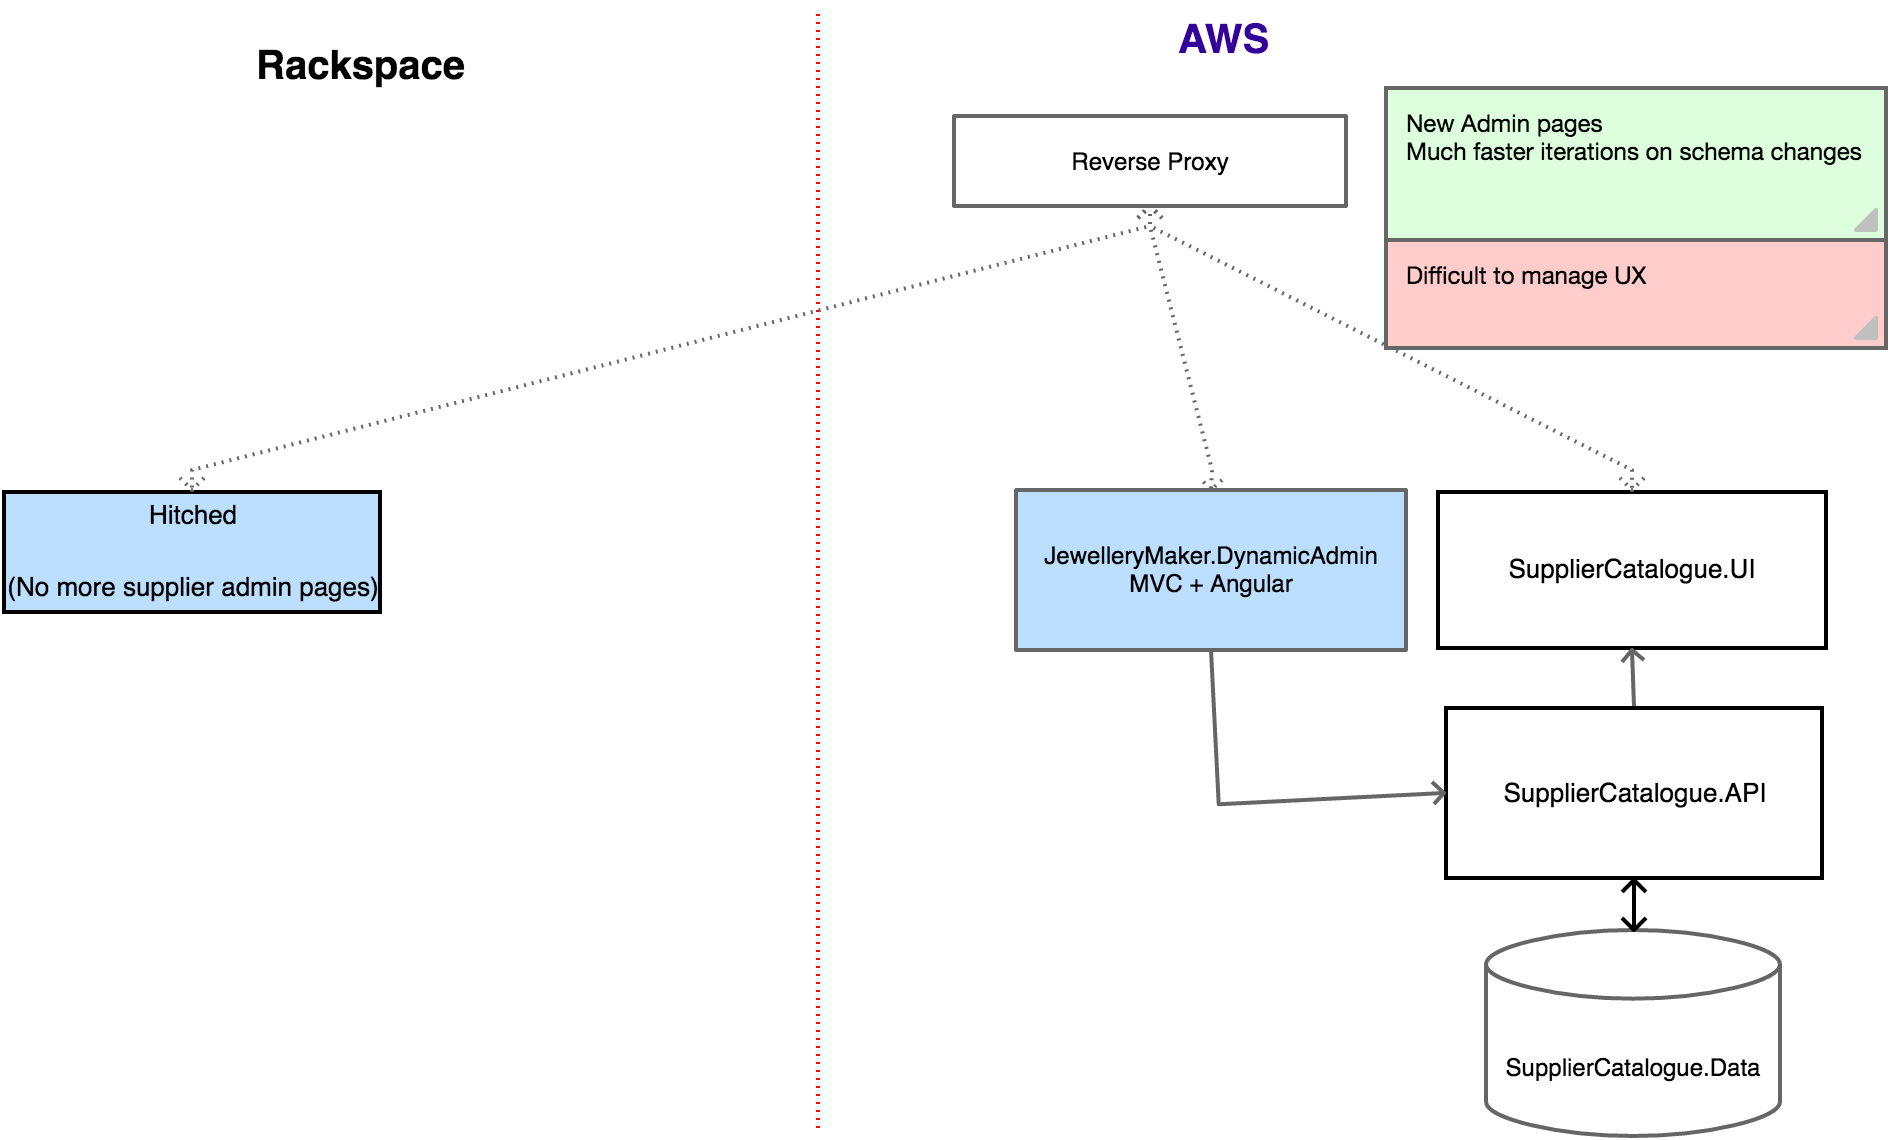 Rackspace
AWS
Reverse Proxy
New Admin pages
Much faster iterations on schema changes
Difficult to manage UX
Hitched
(No more supplier admin pages)
JewelleryMaker.DynamicAdmin
MVC + Angular
SupplierCatalogue.UI
SupplierCatalogue.API
SupplierCatalogue.Data